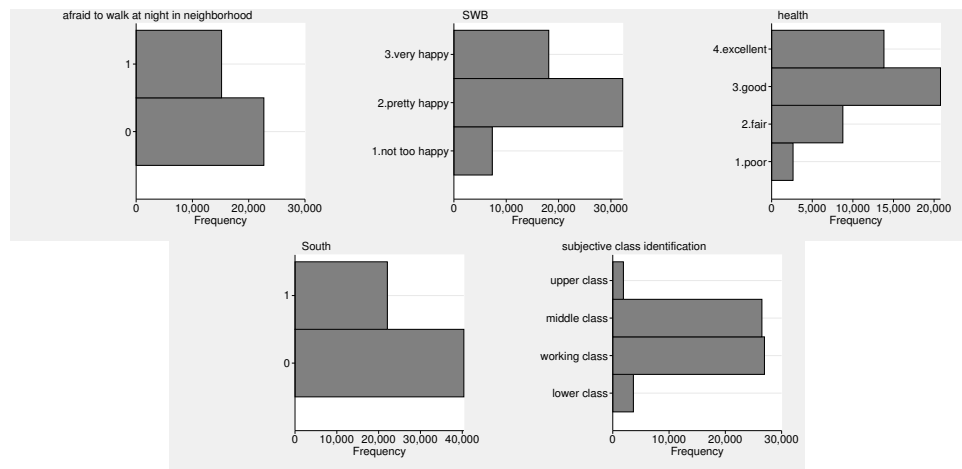 afraid to walk at night in neighborhood
1
0
0 10,000 20,000 30,000
Frequency
SWB
3.very happy
2.pretty happy
1.not too happy
0 10,000 20,000 30,000
Frequency
health
4.excellent
3.good
2.fair
1.poor
0 5,000 10,000 15,000 20,000
Frequency
South
1
0
0 10,000 20,000 30,000 40,000
Frequency
subjective class identification
upper class
middle class
working class
lower class
0 10,000 20,000 30,000
Frequency